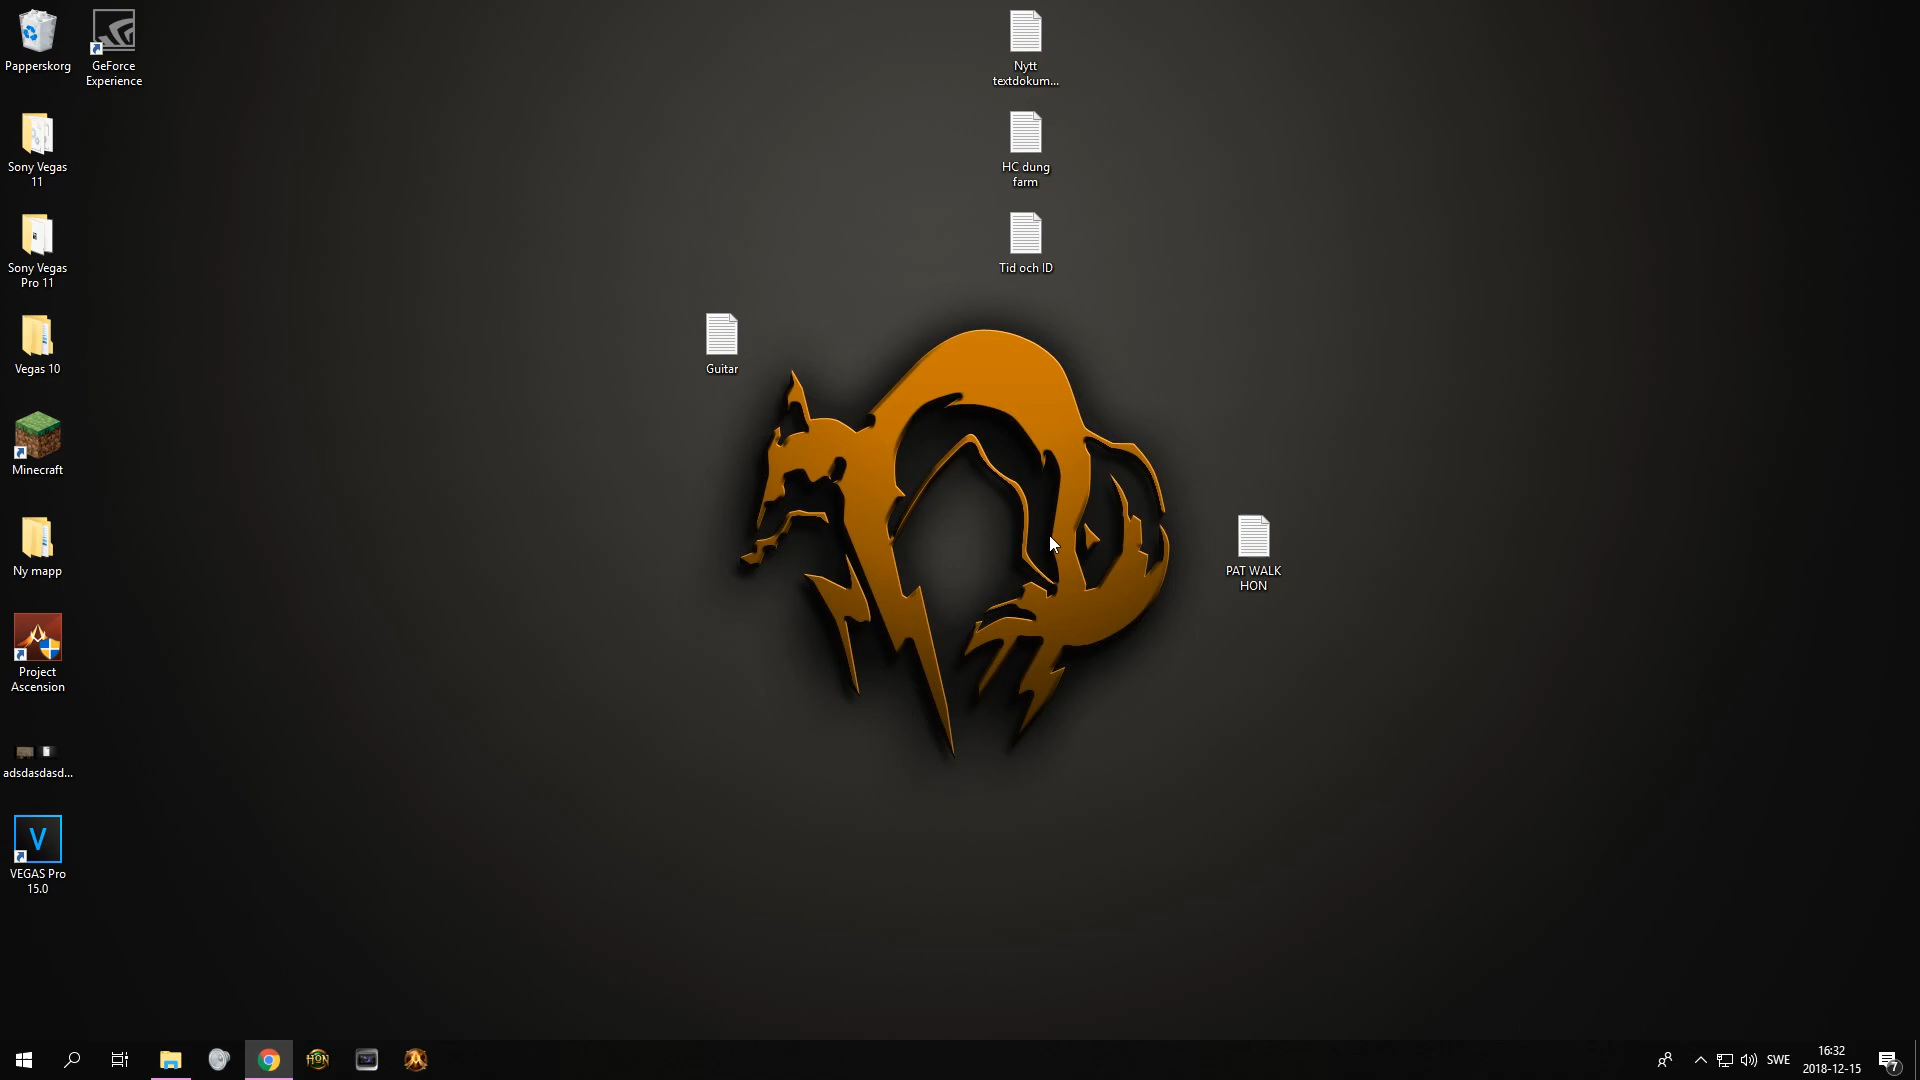 Papperskorg
GeForce
Experience
Sony Vegas
11
Sony Vegas
Pro 11
Vegas 10
Minecraft
Ny mapp
Project
Ascension
adsdasdasd...
V
VEGAS Pro
15.0
Nytt
textdokum...
HC dung
farm
Tid och ID
Guitar
PAT WALK
HON
HON
SWE
16:32
2018-12-15
7